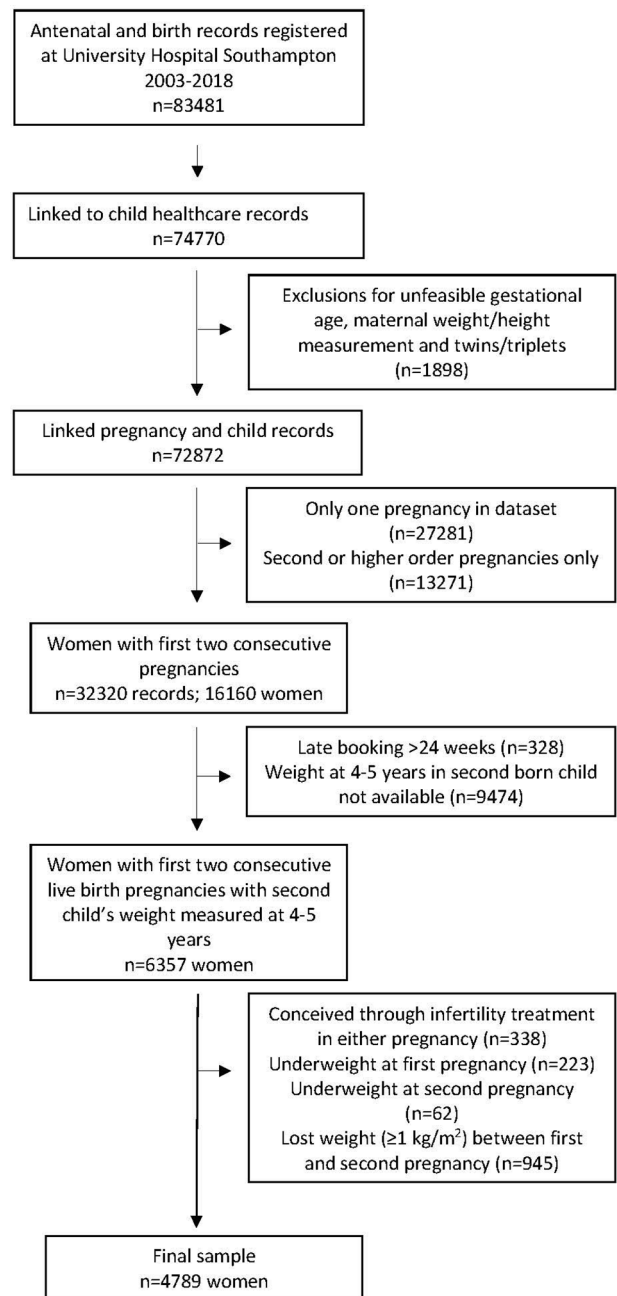 Antenatal and birth records registered
at University Hospital Southampton
2003-2018
n=83481
Linked to child healthcare records
n=74770
Exclusions for unfeasible gestational
age, maternal weight/height
measurement and twins/triplets
(n=1898)
Linked pregnancy and child records
n=72872
Only one pregnancy in dataset
(n=27281)
Second or higher order pregnancies only
(n=13271)
Women with first two consecutive
pregnancies
n=32320 records; 16160 women
Late booking >24 weeks (n=328)
Weight at 4-5 years in second born child
not available (n=9474)
Women with first two consecutive
live birth pregnancies with second
child’s weight measured at 4-5
years
n=6357 women
Conceived through infertility treatment
in either pregnancy (n=338)
Underweight at first pregnancy (n=223)
Underweight at second pregnancy
(n=62)
Lost weight (≥1 kg/m²) between first
and second pregnancy (n=945)
Final sample
n=4789 women